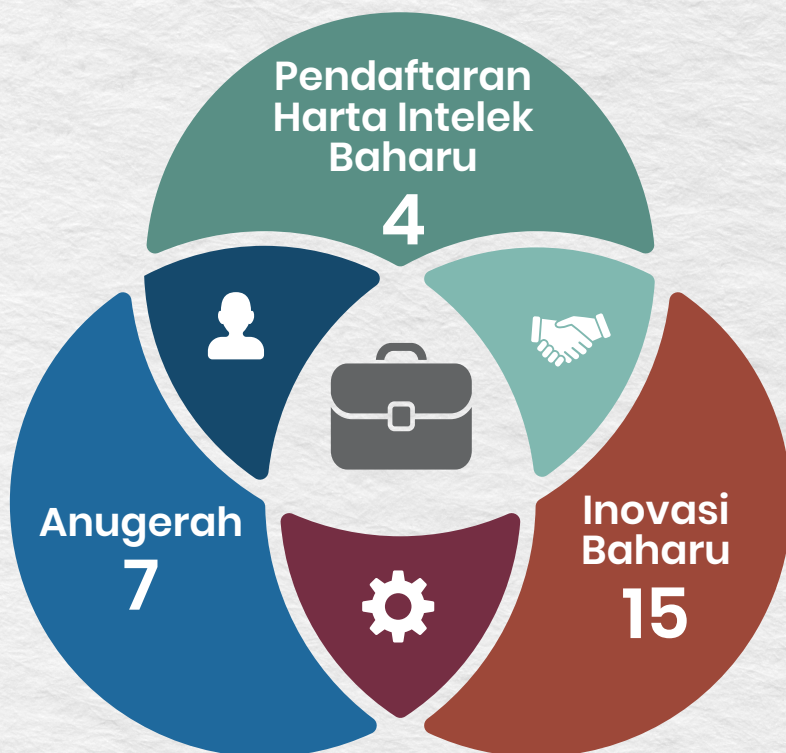 Pendaftaran
Harta Intelek
Baharu
4
Anugerah
7
Inovasi
Baharu
15